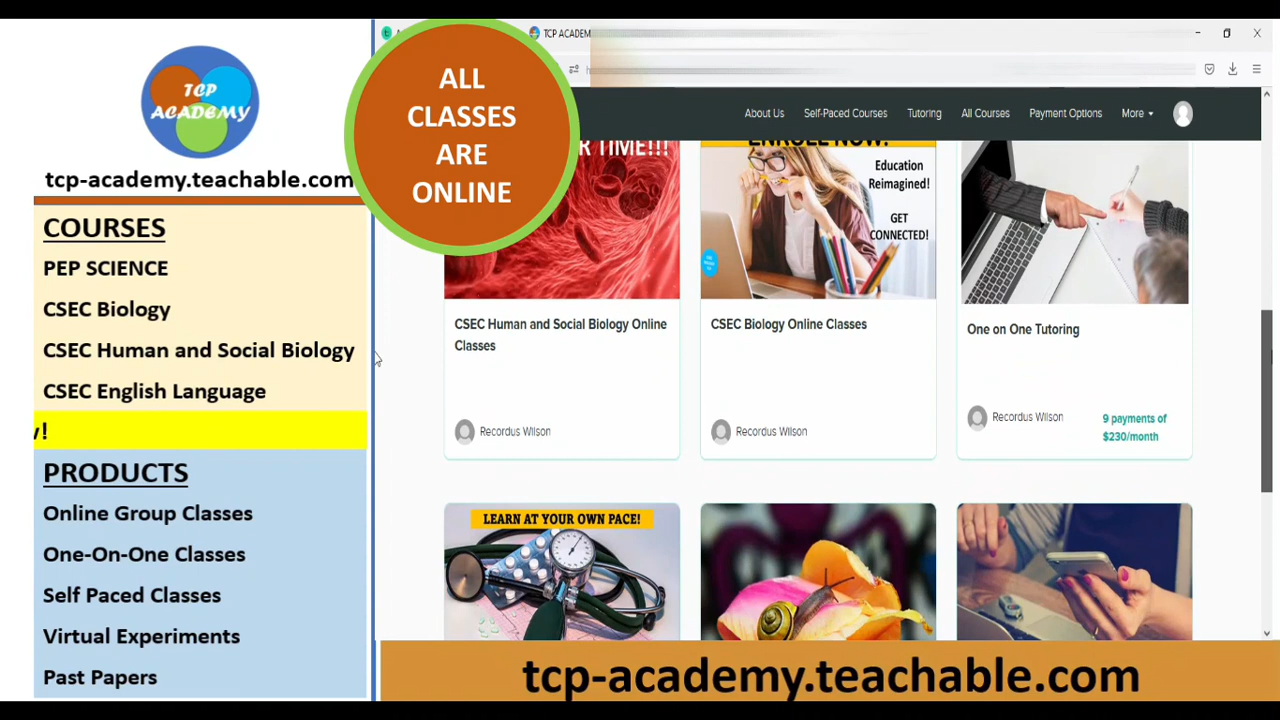 TCP
ACADEMY
tcp-academy.teachable.com
COURSES
PEP SCIENCE
CSEC Biology
CSEC Human and Social Biology
CSEC English Language
!
PRODUCTS
Online Group Classes
One-On-One Classes
Self Paced Classes
Virtual Experiments
Past Papers
ALL
CLASSES
ARE
ONLINE
TCP ACADEM
About Us Self-Paced Courses Tutoring All Courses Payment Options More
TIME!!!
ENROLL NOW!
Education
Reimagined!
GET
CONNECTED!
CSEC Human and Social Biology Online
Classes
Recordus Wilson
CSEC Biology Online Classes
Recordus Wilson
One on One Tutoring
Recordus Wilson
9 payments of
$230/month
LEARN AT YOUR OWN PACE!
tcp-academy.teachable.com